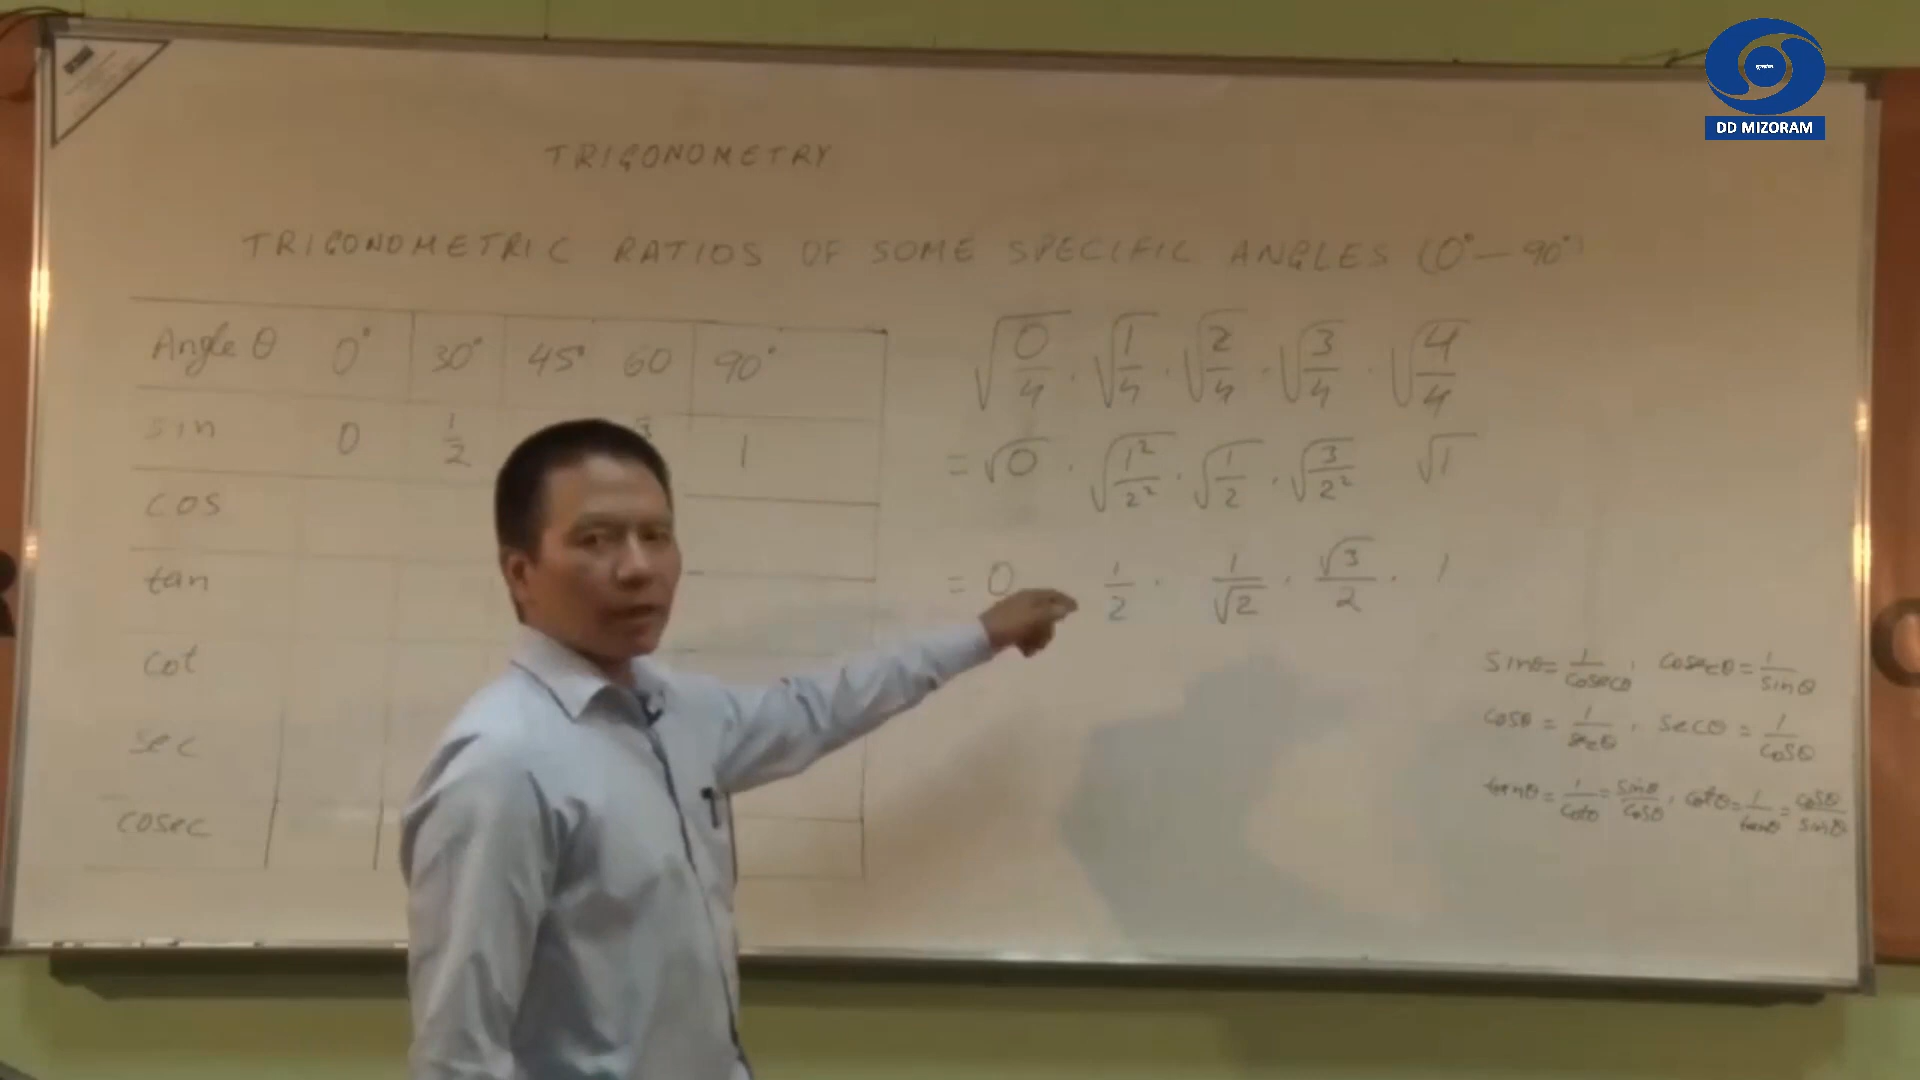 DD MIZORAM
TRIGONOMETRY
TRIGONOMETRIC RATIOS OF SOME SPECIFIC ANGLES (0°—90°)
Angle θ 0° 30° 45° 60 90°
sin 0 1/2 1
cos
tan
cot
sec
cosec
√(0/4) . √(1/4) . √(2/4) . √(3/4) . √(4/4)
= √0 . √(1²/2²) . √(1/2) . √(3/2²) √1
= 0 1/2 . 1/√2 . √3/2 . 1
sinθ = 1/cosecθ , cosecθ = 1/sinθ
cosθ = 1/secθ , secθ = 1/cosθ
tanθ = 1/cotθ = sinθ/cosθ , cotθ = 1/tanθ = cosθ/sinθ